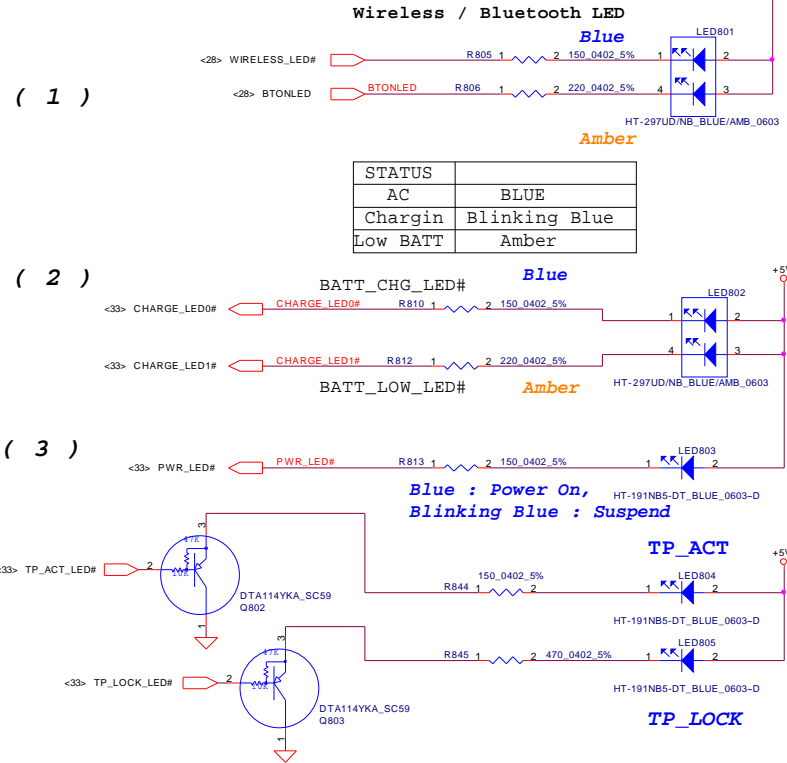 Wireless / Bluetooth LED
Blue
LED801
<28> WIRELESS_LED# R805 1 2 150_0402_5% 1 2
( 1 )
<28> BTONLED BTONLED R806 1 2 220_0402_5% 4 3
HT-297UD/NB_BLUE/AMB_0603
Amber
STATUS
AC BLUE
Chargin Blinking Blue
Low BATT Amber
( 2 )
BATT_CHG_LED#
Blue
+5V
LED802
<33> CHARGE_LED0# CHARGE_LED0# R810 1 2 150_0402_5% 1 2
<33> CHARGE_LED1# CHARGE_LED1# R812 1 2 220_0402_5% 4 3
BATT_LOW_LED#
Amber
HT-297UD/NB_BLUE/AMB_0603
( 3 )
LED803
<33> PWR_LED# PWR_LED# R813 1 2 150_0402_5% 1 2
Blue : Power On,
HT-191NB5-DT_BLUE_0603-D
Blinking Blue : Suspend
3
47K
TP_ACT
+5V
<33> TP_ACT_LED# 2 10K
150_0402_5%
LED804
R844 1 2 1 2
DTA114YKA_SC59
Q802
HT-191NB5-DT_BLUE_0603-D
1
3
47K
LED805
R845 1 2 470_0402_5% 1 2
<33> TP_LOCK_LED# 2 10K
HT-191NB5-DT_BLUE_0603-D
DTA114YKA_SC59
Q803
TP_LOCK
1